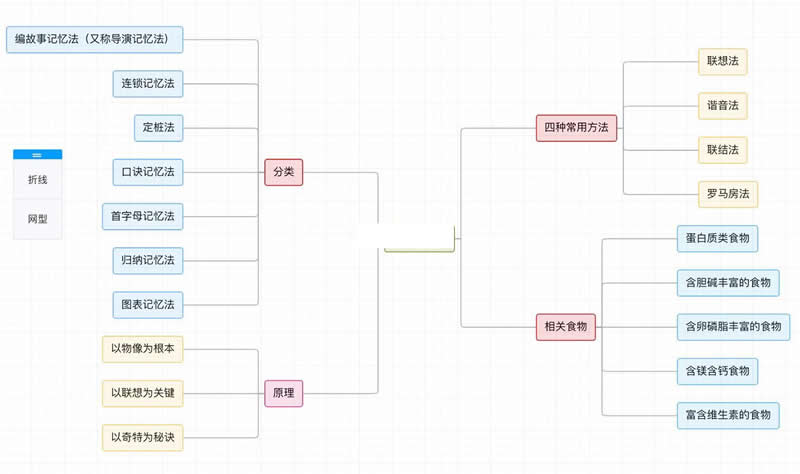 编故事记忆法（又称导演记忆法）
连锁记忆法
定桩法
口诀记忆法
首字母记忆法
归纳记忆法
图表记忆法
分类
以物像为根本
以联想为关键
以奇特为秘诀
原理
折线
网型
四种常用方法
联想法
谐音法
联结法
罗马房法
相关食物
蛋白质类食物
含胆碱丰富的食物
含卵磷脂丰富的食物
含镁含钙食物
富含维生素的食物